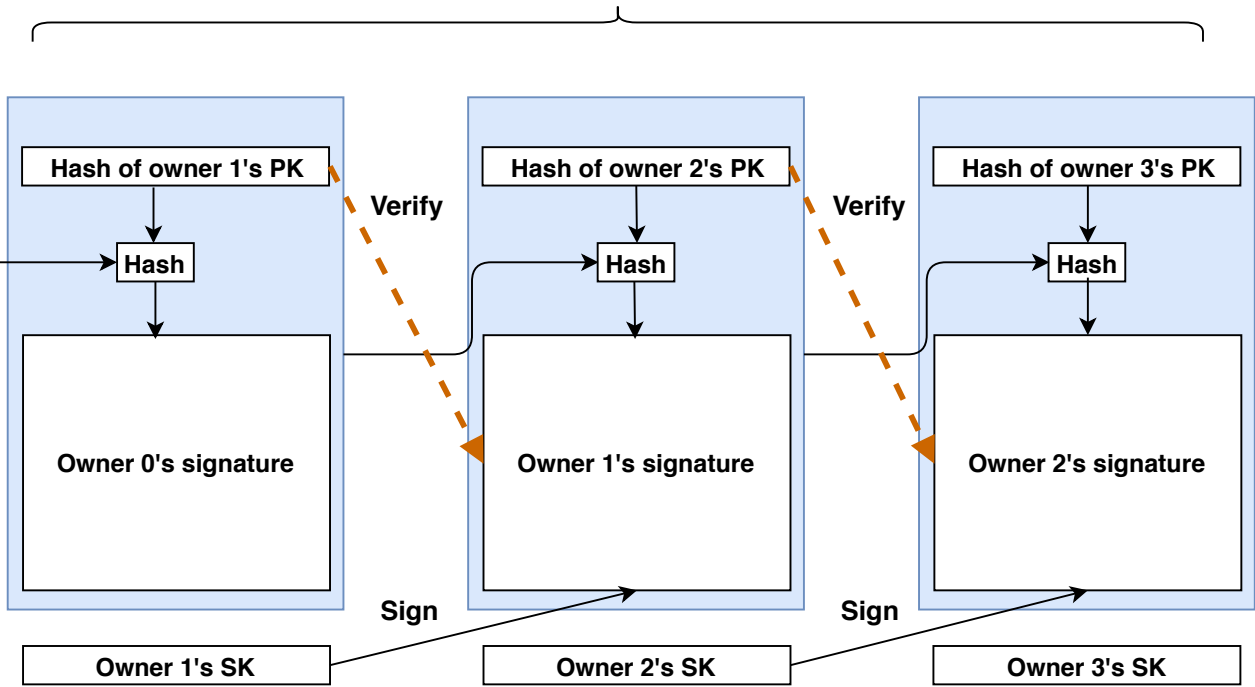 Hash of owner 1's PK
Hash of owner 2's PK
Hash of owner 3's PK
Verify
Verify
Hash
Hash
Hash
Owner 0's signature
Owner 1's signature
Owner 2's signature
Sign
Sign
Owner 1's SK
Owner 2's SK
Owner 3's SK